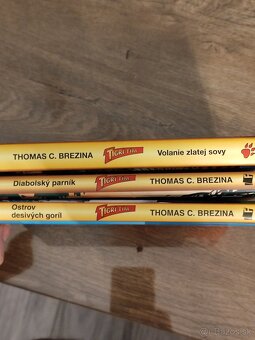 THOMAS C. BREZINA TIGRÍ TÍM Volanie zlatej sovy
Diabolský parník TIGRÍ TÍM THOMAS C. BREZINA
Ostrov
desivých goríl TIGRÍ TÍM THOMAS C. BREZINA